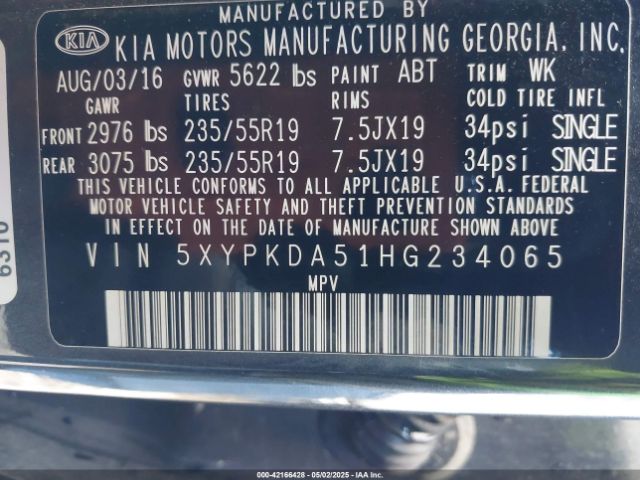 MANUFACTURED BY
KIA KIA MOTORS MANUFACTURING GEORGIA, INC.
AUG/03/16 GVWR 5622 lbs PAINT ABT TRIM WK
GAWR TIRES RIMS COLD TIRE INFL
FRONT 2976 lbs 235/55R19 7.5JX19 34psi SINGLE
REAR 3075 lbs 235/55R19 7.5JX19 34psi SINGLE
THIS VEHICLE CONFORMS TO ALL APPLICABLE U.S.A. FEDERAL
MOTOR VEHICLE SAFETY AND THEFT PREVENTION STANDARDS
IN EFFECT ON THE DATE OF MANUFACTURE SHOWN ABOVE
VIN 5XYPKDA51HG234065
MPV
6310
000-42166428 - 05/02/2025 - IAA Inc.